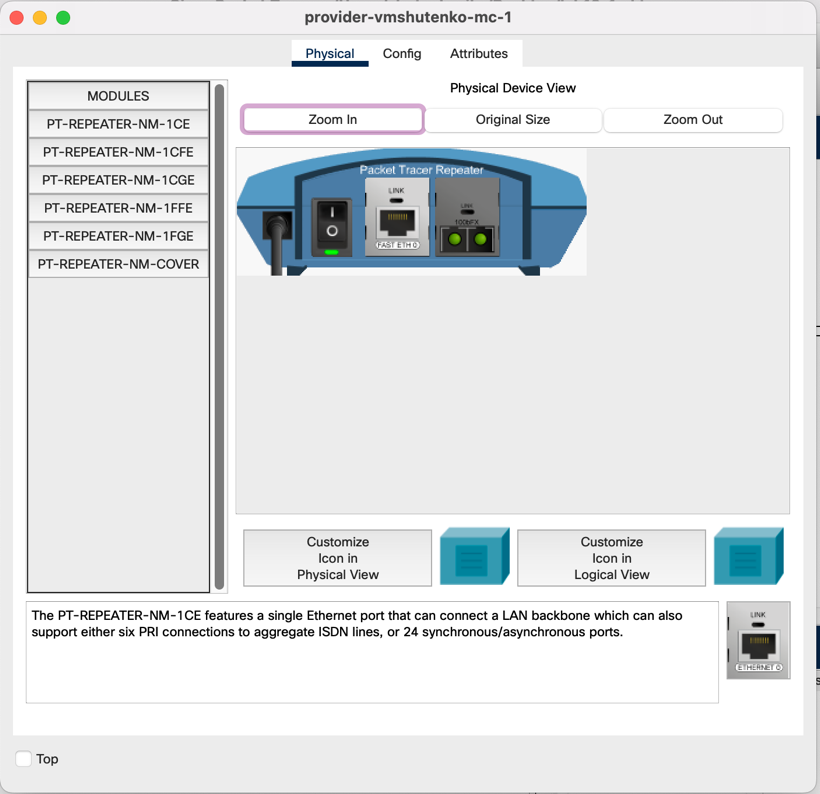 provider-vmshutenko-mc-1
Physical
Config
Attributes
MODULES
PT-REPEATER-NM-1CE
PT-REPEATER-NM-1CFE
PT-REPEATER-NM-1CGE
PT-REPEATER-NM-1FFE
PT-REPEATER-NM-1FGE
PT-REPEATER-NM-COVER
Physical Device View
Zoom In
Original Size
Zoom Out
Packet Tracer Repeater
LINK
FAST ETH 0
LINK
100bFX
Customize
Icon in
Physical View
Customize
Icon in
Logical View
The PT-REPEATER-NM-1CE features a single Ethernet port that can connect a LAN backbone which can also
support either six PRI connections to aggregate ISDN lines, or 24 synchronous/asynchronous ports.
LINK
ETHERNET 0
Top